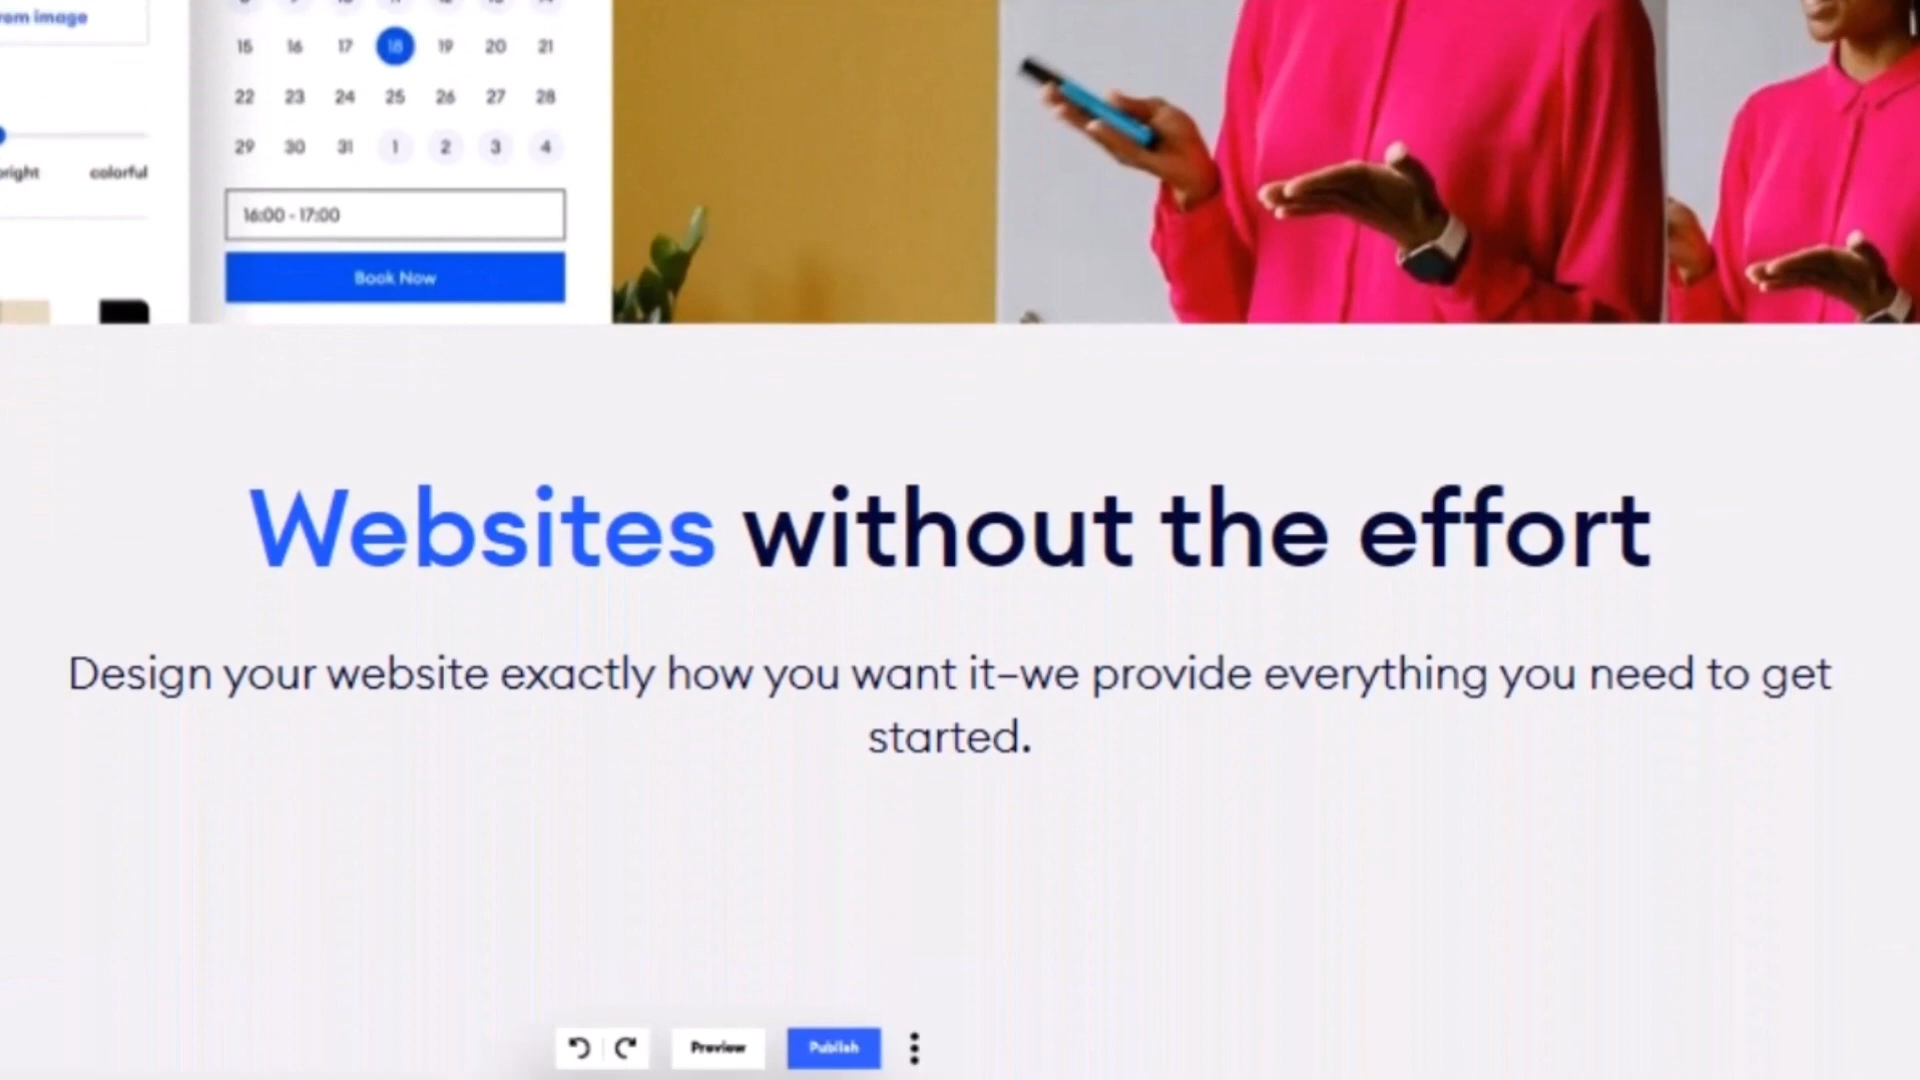 from image
15 16 17 18 19 20 21
22 23 24 25 26 27 28
29 30 31 1 2 3 4
bright colorful
16:00 - 17:00
Book Now
Websites without the effort
Design your website exactly how you want it–we provide everything you need to get
started.
Preview Publish